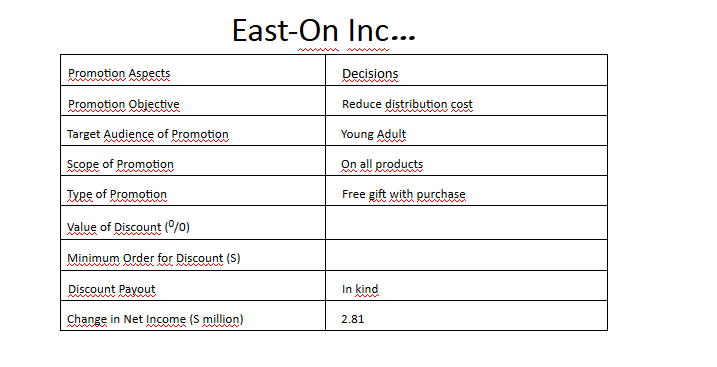 East-On Inc...
Promotion Aspects Decisions
Promotion Objective Reduce distribution cost
Target Audience of Promotion Young Adult
Scope of Promotion On all products
Type of Promotion Free gift with purchase
Value of Discount (⁰/0)
Minimum Order for Discount (S)
Discount Payout In kind
Change in Net Income (S million) 2.81